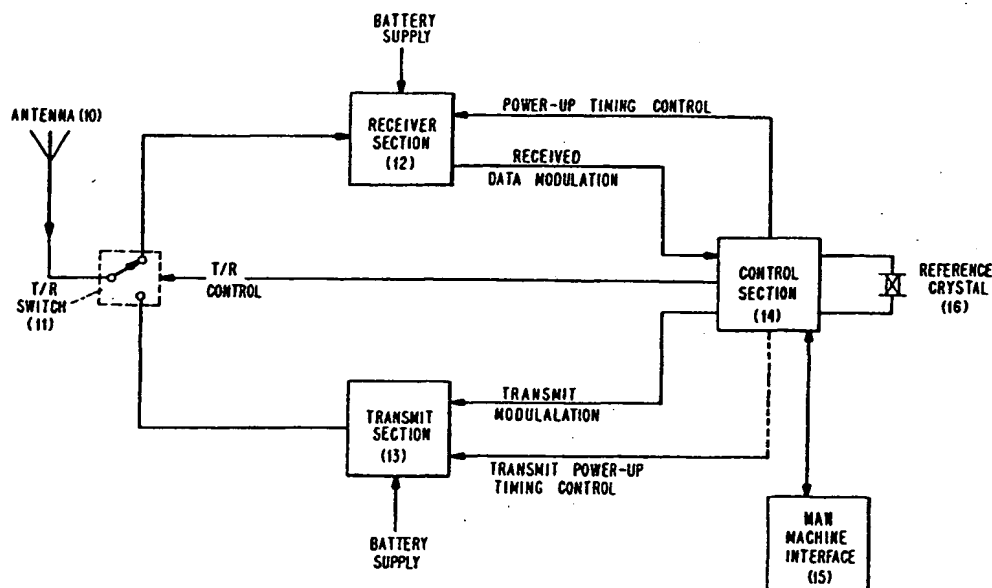 BATTERY
SUPPLY
ANTENNA (10)
RECEIVER
SECTION
(12)
POWER-UP TIMING CONTROL
RECEIVED
DATA MODULATION
T/R
SWITCH
(11)
T/R
CONTROL
CONTROL
SECTION
(14)
REFERENCE
CRYSTAL
(16)
TRANSMIT
SECTION
(13)
TRANSMIT
MODULALATION
TRANSMIT POWER-UP
TIMING CONTROL
BATTERY
SUPPLY
MAN
MACHINE
INTERFACE
(15)